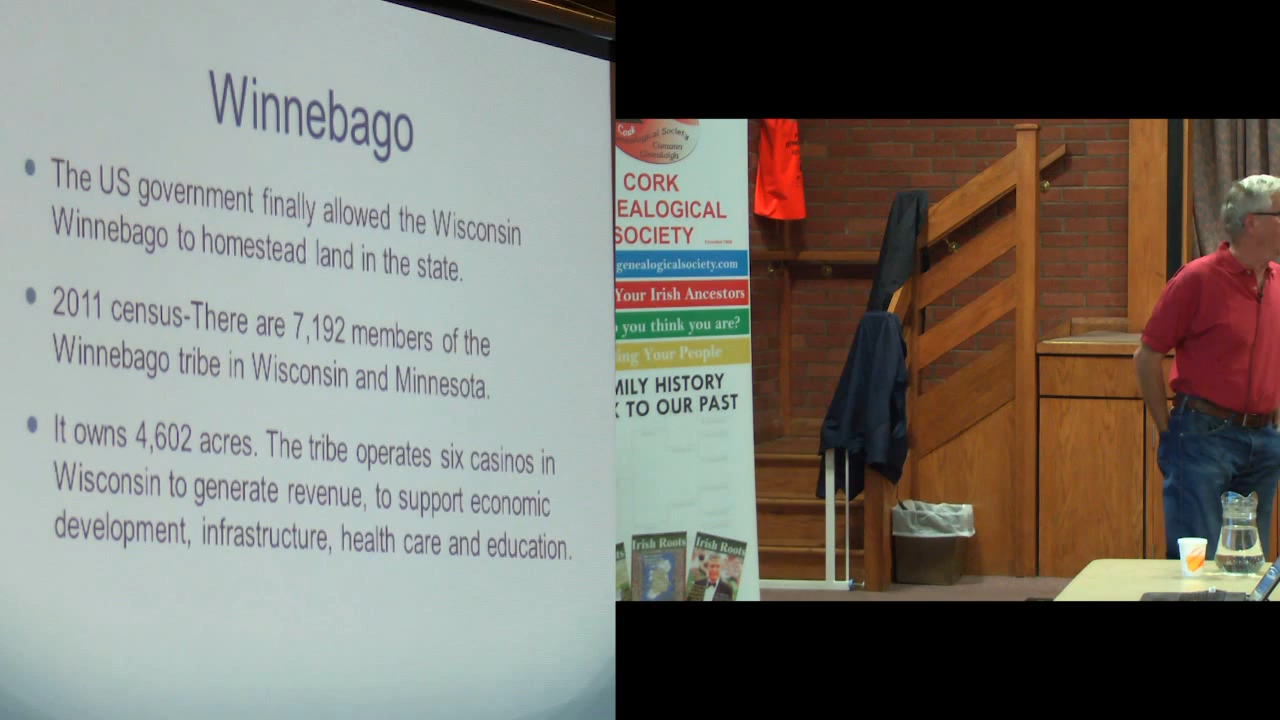 Winnebago
The US government finally allowed the Wisconsin
Winnebago to homestead land in the state.
2011 census-There are 7,192 members of the
Winnebago tribe in Wisconsin and Minnesota.
It owns 4,602 acres. The tribe operates six casinos in
Wisconsin to generate revenue, to support economic
development, infrastructure, health care and education.
Cork
logical Society
Cumann
CORK
EALOGICAL
SOCIETY
genealogicalsociety.com
Your Irish Ancestors
you think you are?
ing Your People
MILY HISTORY
TO OUR PAST
Irish Roots
Irish Roots